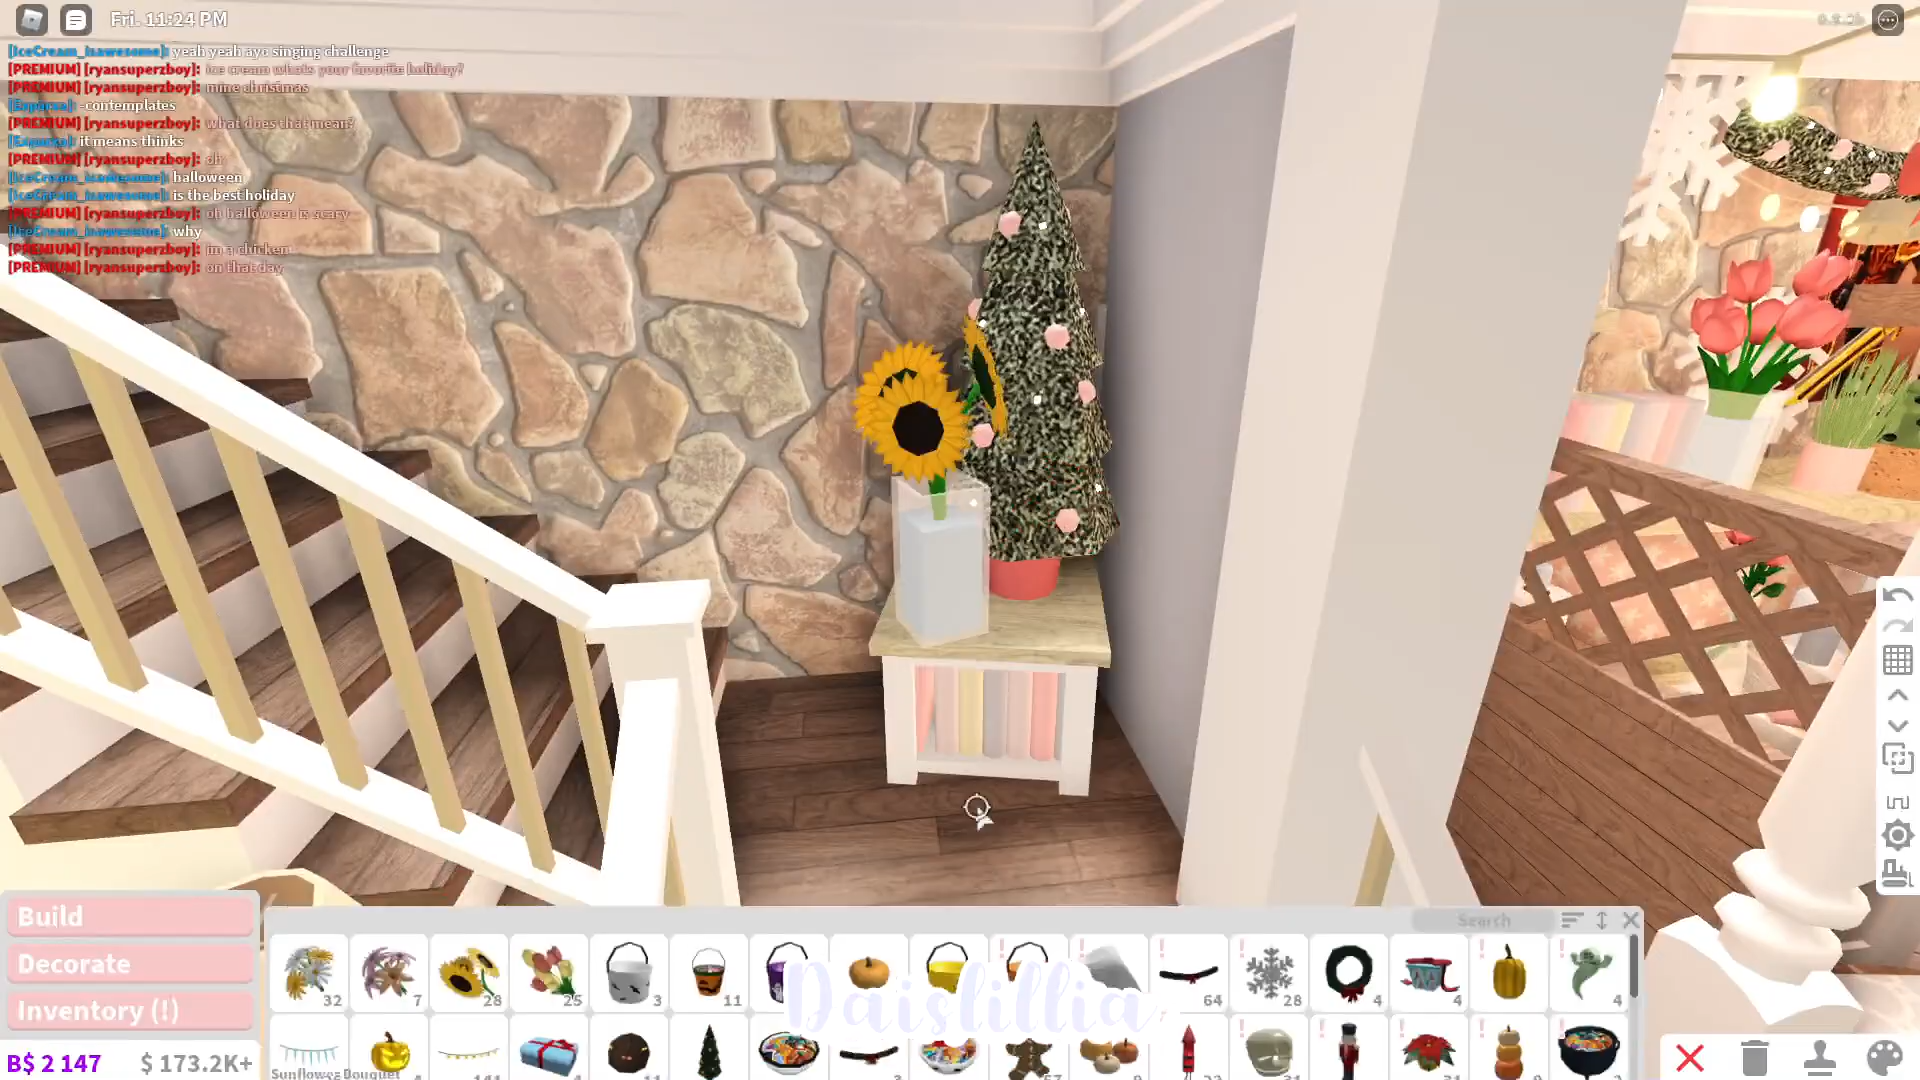 Fri. 11:24 PM
[IceCream_isawesome]: yeah yeah aye singing challenge
[PREMIUM] [ryansuperzboy]: ice cream whats your favorite holiday?
[PREMIUM] [ryansuperzboy]: mine christmas
-contemplates
[PREMIUM] [ryansuperzboy]: what does that mean?
it means thinks
[PREMIUM] [ryansuperzboy]: oh
[IceCream_isawesome]: halloween
[IceCream_isawesome]: is the best holiday
[PREMIUM] [ryansuperzboy]: oh halloween is scary
[IceCream_isawesome]: why
[PREMIUM] [ryansuperzboy]: im a chicken
[PREMIUM] [ryansuperzboy]: on that day
Build
Decorate
Inventory (!)
B$ 2 147 $ 173.2K+
Search
32 7 28 25 3 11 64 28 4 4 4
Daislillia
Sunflower Bouquet